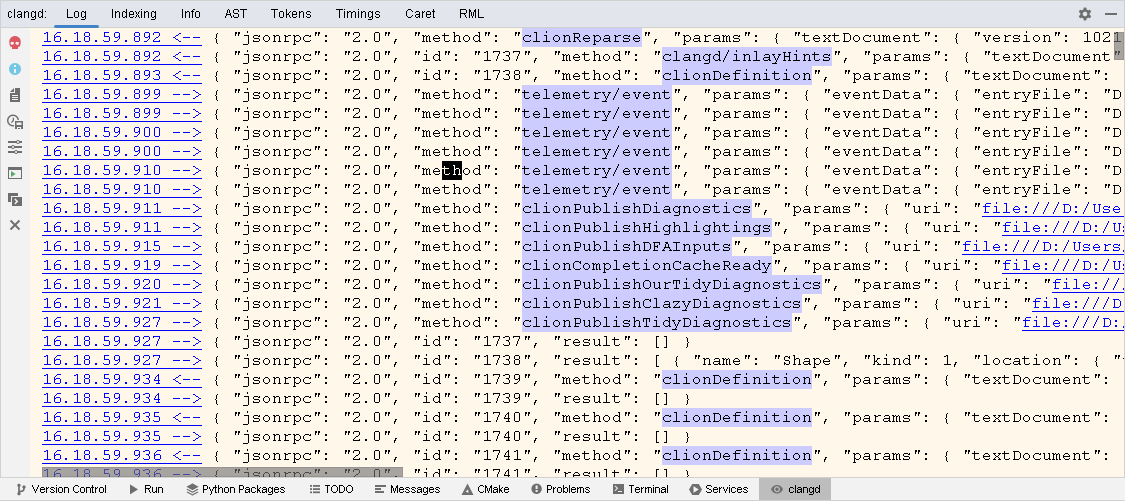 clangd: Log Indexing Info AST Tokens Timings Caret RML
16.18.59.892 <-- { "jsonrpc": "2.0", "method": "clionReparse", "params": { "textDocument": { "version": 1021
16.18.59.892 <-- { "jsonrpc": "2.0", "id": "1737", "method": "clangd/inlayHints", "params": { "textDocument"
16.18.59.893 <-- { "jsonrpc": "2.0", "id": "1738", "method": "clionDefinition", "params": { "textDocument":
16.18.59.899 --> { "jsonrpc": "2.0", "method": "telemetry/event", "params": { "eventData": { "entryFile": "D
16.18.59.899 --> { "jsonrpc": "2.0", "method": "telemetry/event", "params": { "eventData": { "entryFile": "D
16.18.59.900 --> { "jsonrpc": "2.0", "method": "telemetry/event", "params": { "eventData": { "entryFile": "D
16.18.59.900 --> { "jsonrpc": "2.0", "method": "telemetry/event", "params": { "eventData": { "entryFile": "D
16.18.59.910 --> { "jsonrpc": "2.0", "method": "telemetry/event", "params": { "eventData": { "entryFile": "D
16.18.59.910 --> { "jsonrpc": "2.0", "method": "telemetry/event", "params": { "eventData": { "entryFile": "D
16.18.59.911 --> { "jsonrpc": "2.0", "method": "clionPublishDiagnostics", "params": { "uri": "file:///D:/Use
16.18.59.911 --> { "jsonrpc": "2.0", "method": "clionPublishHighlightings", "params": { "uri": "file:///D:/U
16.18.59.915 --> { "jsonrpc": "2.0", "method": "clionPublishDFAInputs", "params": { "uri": "file:///D:/Users
16.18.59.919 --> { "jsonrpc": "2.0", "method": "clionCompletionCacheReady", "params": { "uri": "file:///D:/U
16.18.59.920 --> { "jsonrpc": "2.0", "method": "clionPublishOurTidyDiagnostics", "params": { "uri": "file:///
16.18.59.921 --> { "jsonrpc": "2.0", "method": "clionPublishClazyDiagnostics", "params": { "uri": "file:///D
16.18.59.927 --> { "jsonrpc": "2.0", "method": "clionPublishTidyDiagnostics", "params": { "uri": "file:///D:/
16.18.59.927 --> { "jsonrpc": "2.0", "id": "1737", "result": [] }
16.18.59.927 --> { "jsonrpc": "2.0", "id": "1738", "result": [ { "name": "Shape", "kind": 1, "location": { "
16.18.59.934 <-- { "jsonrpc": "2.0", "id": "1739", "method": "clionDefinition", "params": { "textDocument":
16.18.59.934 --> { "jsonrpc": "2.0", "id": "1739", "result": [] }
16.18.59.935 <-- { "jsonrpc": "2.0", "id": "1740", "method": "clionDefinition", "params": { "textDocument":
16.18.59.935 --> { "jsonrpc": "2.0", "id": "1740", "result": [] }
16.18.59.936 <-- { "jsonrpc": "2.0", "id": "1741", "method": "clionDefinition", "params": { "textDocument":
16.18.59.936 --> { "jsonrpc": "2.0", "id": "1741", "result": [] }
Version Control Run Python Packages TODO Messages CMake Problems Terminal Services clangd